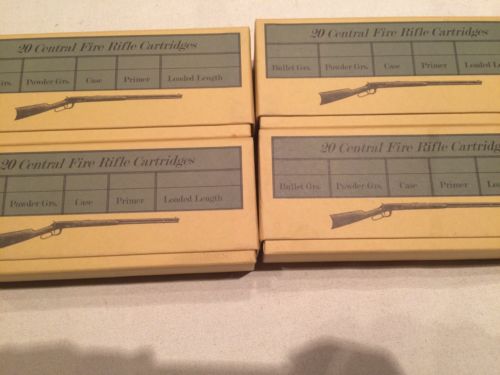 20 Central Fire Rifle Cartridges
Grs. Powder Grs. Case Primer Loaded Length
20 Central Fire Rifle Cartridges
Bullet Grs. Powder Grs. Case Primer Loaded L
20 Central Fire Rifle Cartridges
Powder Grs. Case Primer Loaded Length
20 Central Fire Rifle Cartridges
Bullet Grs. Powder Grs. Case Primer Load